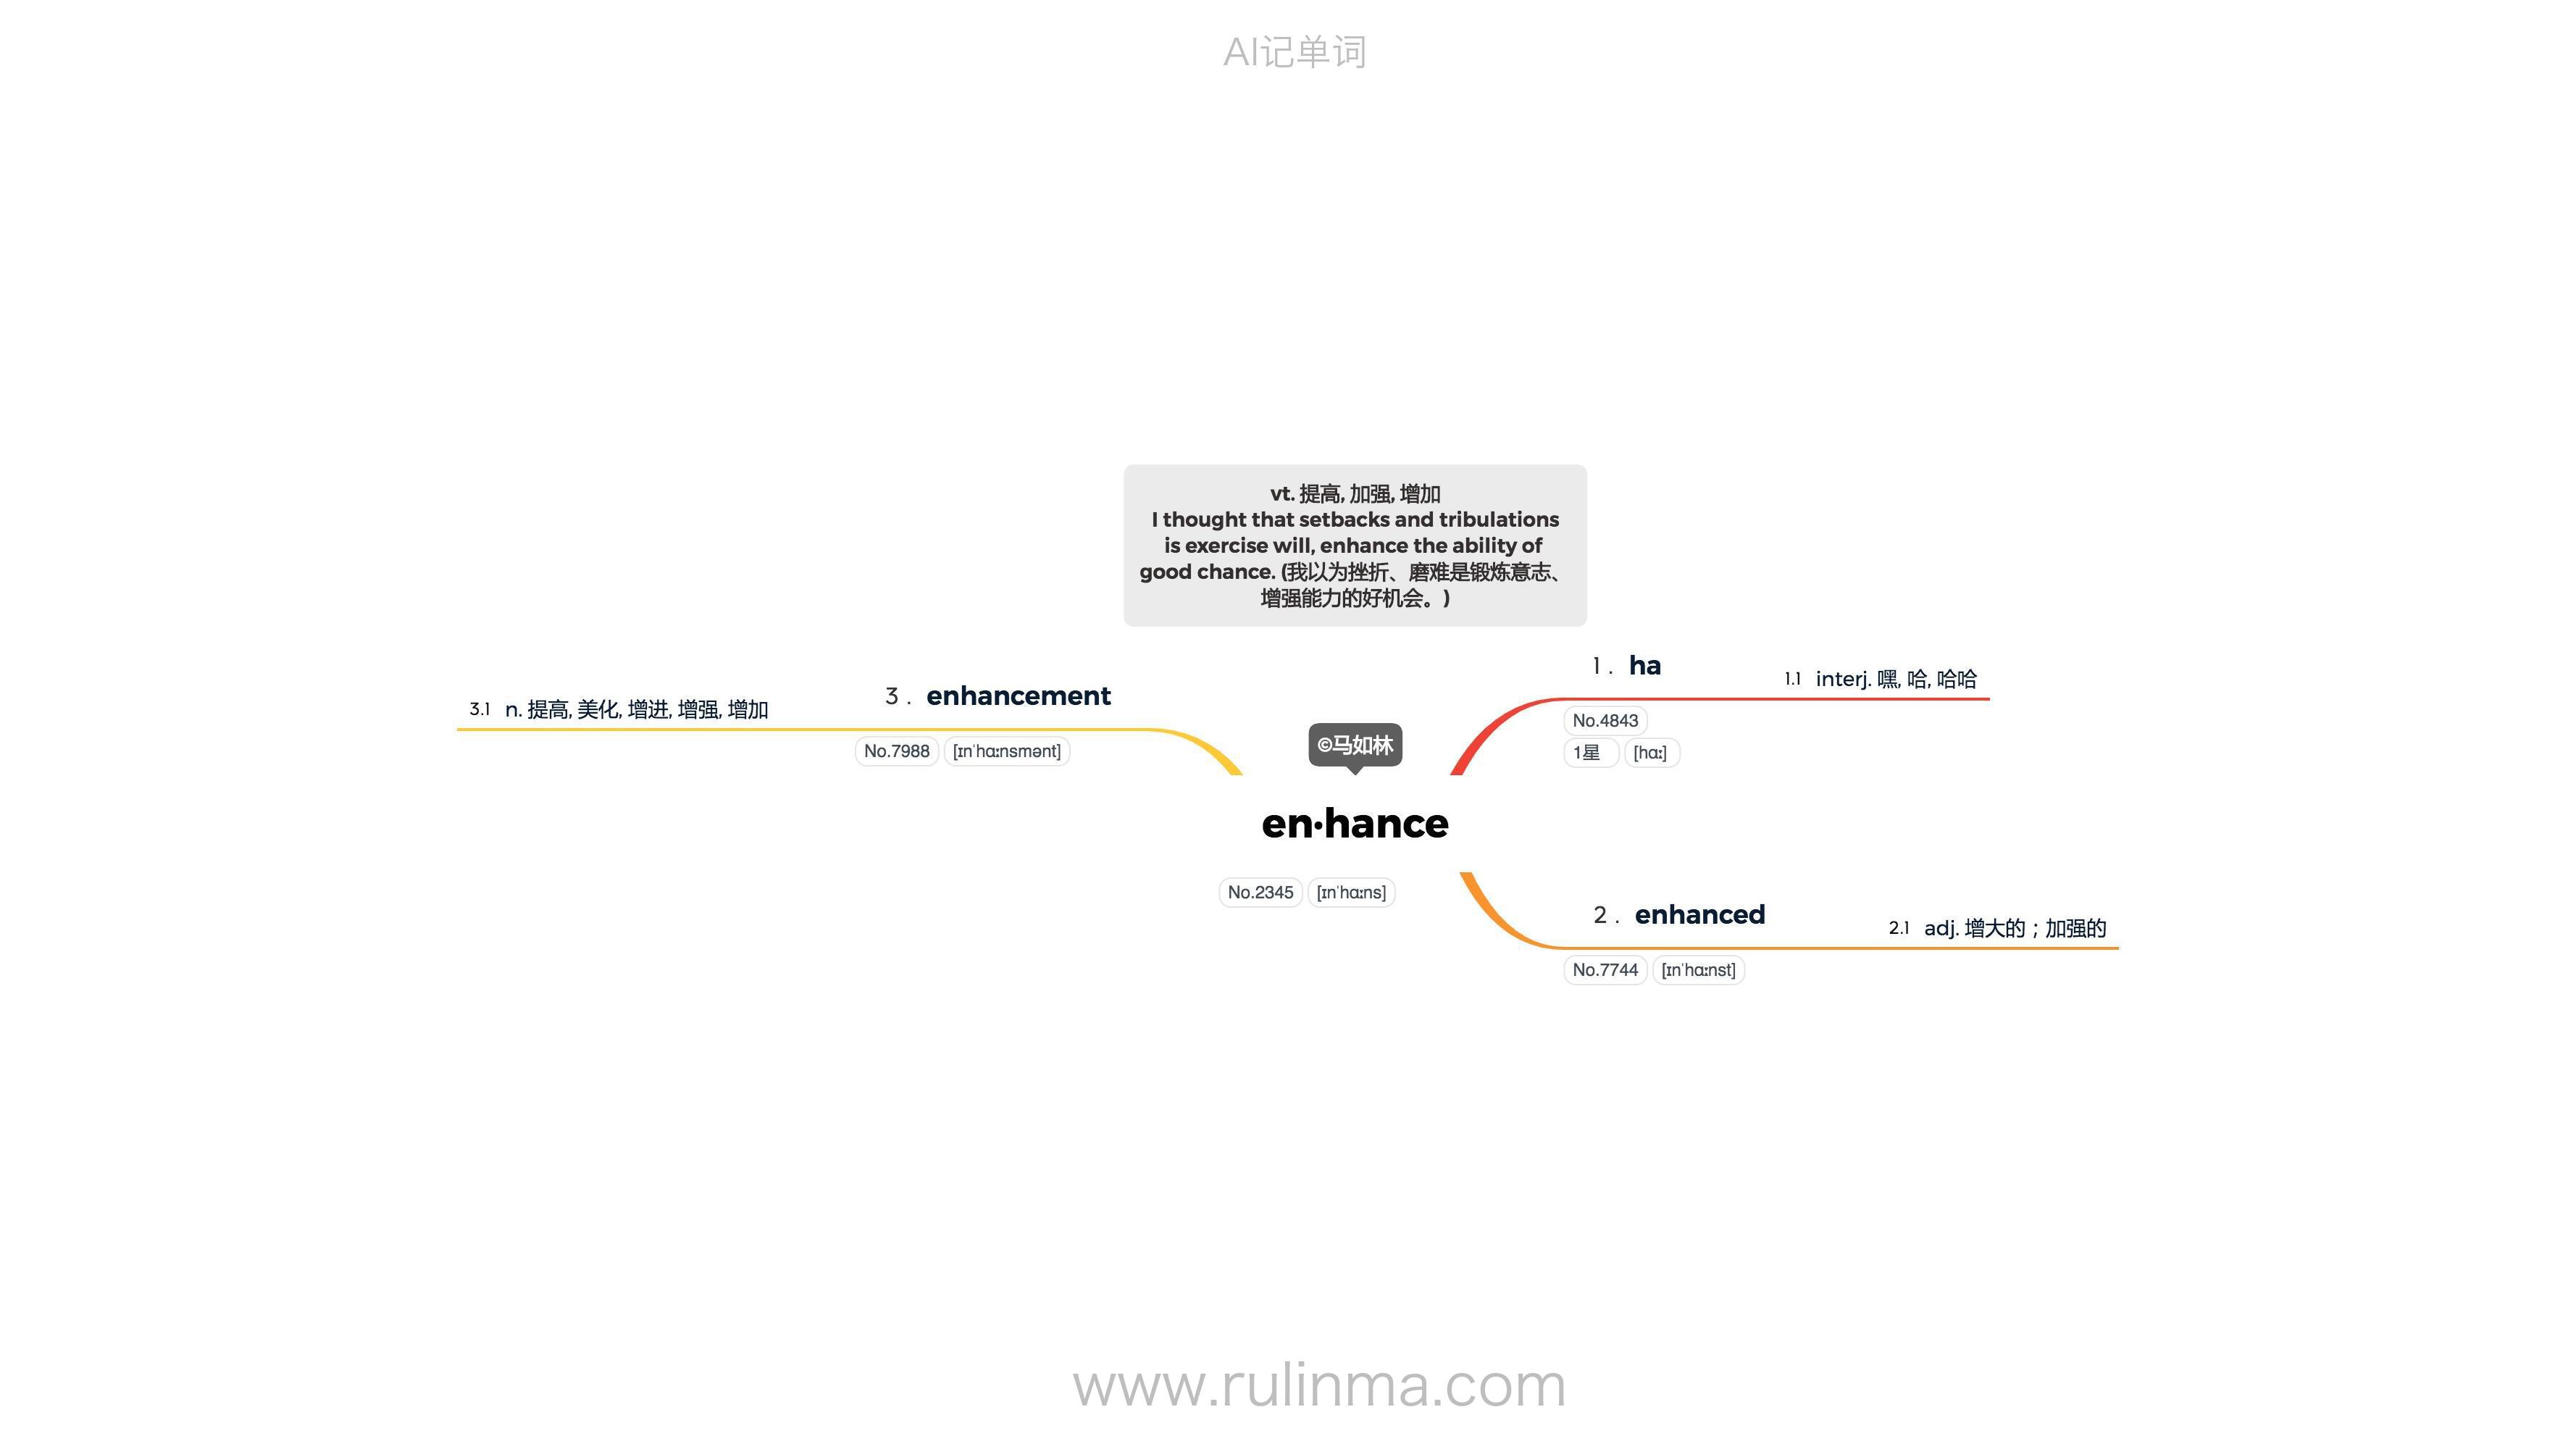 AI记单词
vt. 提高, 加强, 增加
I thought that setbacks and tribulations
is exercise will, enhance the ability of
good chance. (我以为挫折、磨难是锻炼意志、
增强能力的好机会。)
1 . ha
1.1 interj. 嘿, 哈, 哈哈
No.4843
1星 [hɑː]
3.1 n. 提高, 美化, 增进, 增强, 增加
3 . enhancement
No.7988 [ɪnˈhɑːnsmənt]
©马如林
en·hance
No.2345 [ɪnˈhɑːns]
2 . enhanced
2.1 adj. 增大的；加强的
No.7744 [ɪnˈhɑːnst]
www.rulinma.com